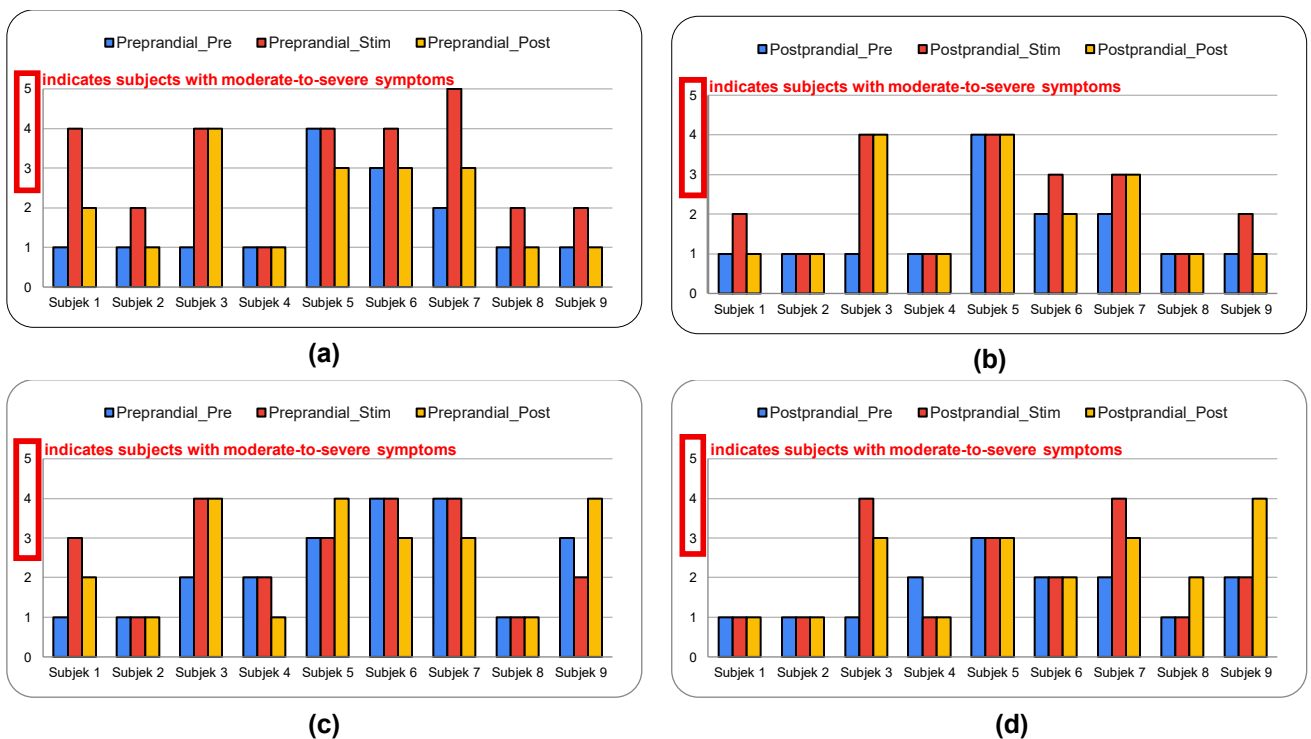 Preprandial_Pre Preprandial_Stim Preprandial_Post
indicates subjects with moderate-to-severe symptoms
5
4
3
2
1
0
Subjek 1 Subjek 2 Subjek 3 Subjek 4 Subjek 5 Subjek 6 Subjek 7 Subjek 8 Subjek 9
(a)
Postprandial_Pre Postprandial_Stim Postprandial_Post
indicates subjects with moderate-to-severe symptoms
5
4
3
2
1
0
Subjek 1 Subjek 2 Subjek 3 Subjek 4 Subjek 5 Subjek 6 Subjek 7 Subjek 8 Subjek 9
(b)
Preprandial_Pre Preprandial_Stim Preprandial_Post
indicates subjects with moderate-to-severe symptoms
5
4
3
2
1
0
Subjek 1 Subjek 2 Subjek 3 Subjek 4 Subjek 5 Subjek 6 Subjek 7 Subjek 8 Subjek 9
(c)
Postprandial_Pre Postprandial_Stim Postprandial_Post
indicates subjects with moderate-to-severe symptoms
5
4
3
2
1
0
Subjek 1 Subjek 2 Subjek 3 Subjek 4 Subjek 5 Subjek 6 Subjek 7 Subjek 8 Subjek 9
(d)